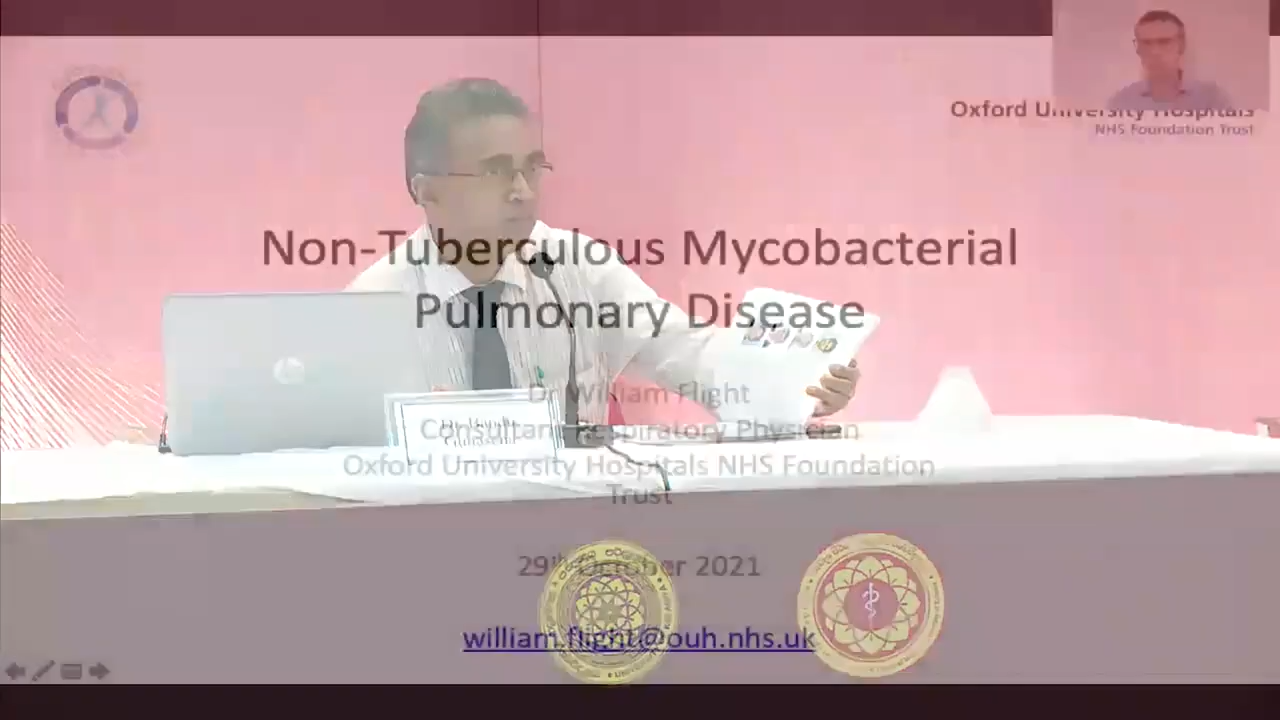 Oxford University Hospitals
NHS Foundation Trust
Non-Tuberculous Mycobacterial
Pulmonary Disease
Dr William Flight
Consultant Respiratory Physician
Oxford University Hospitals NHS Foundation
Trust
29th October 2021
william.flight@ouh.nhs.uk